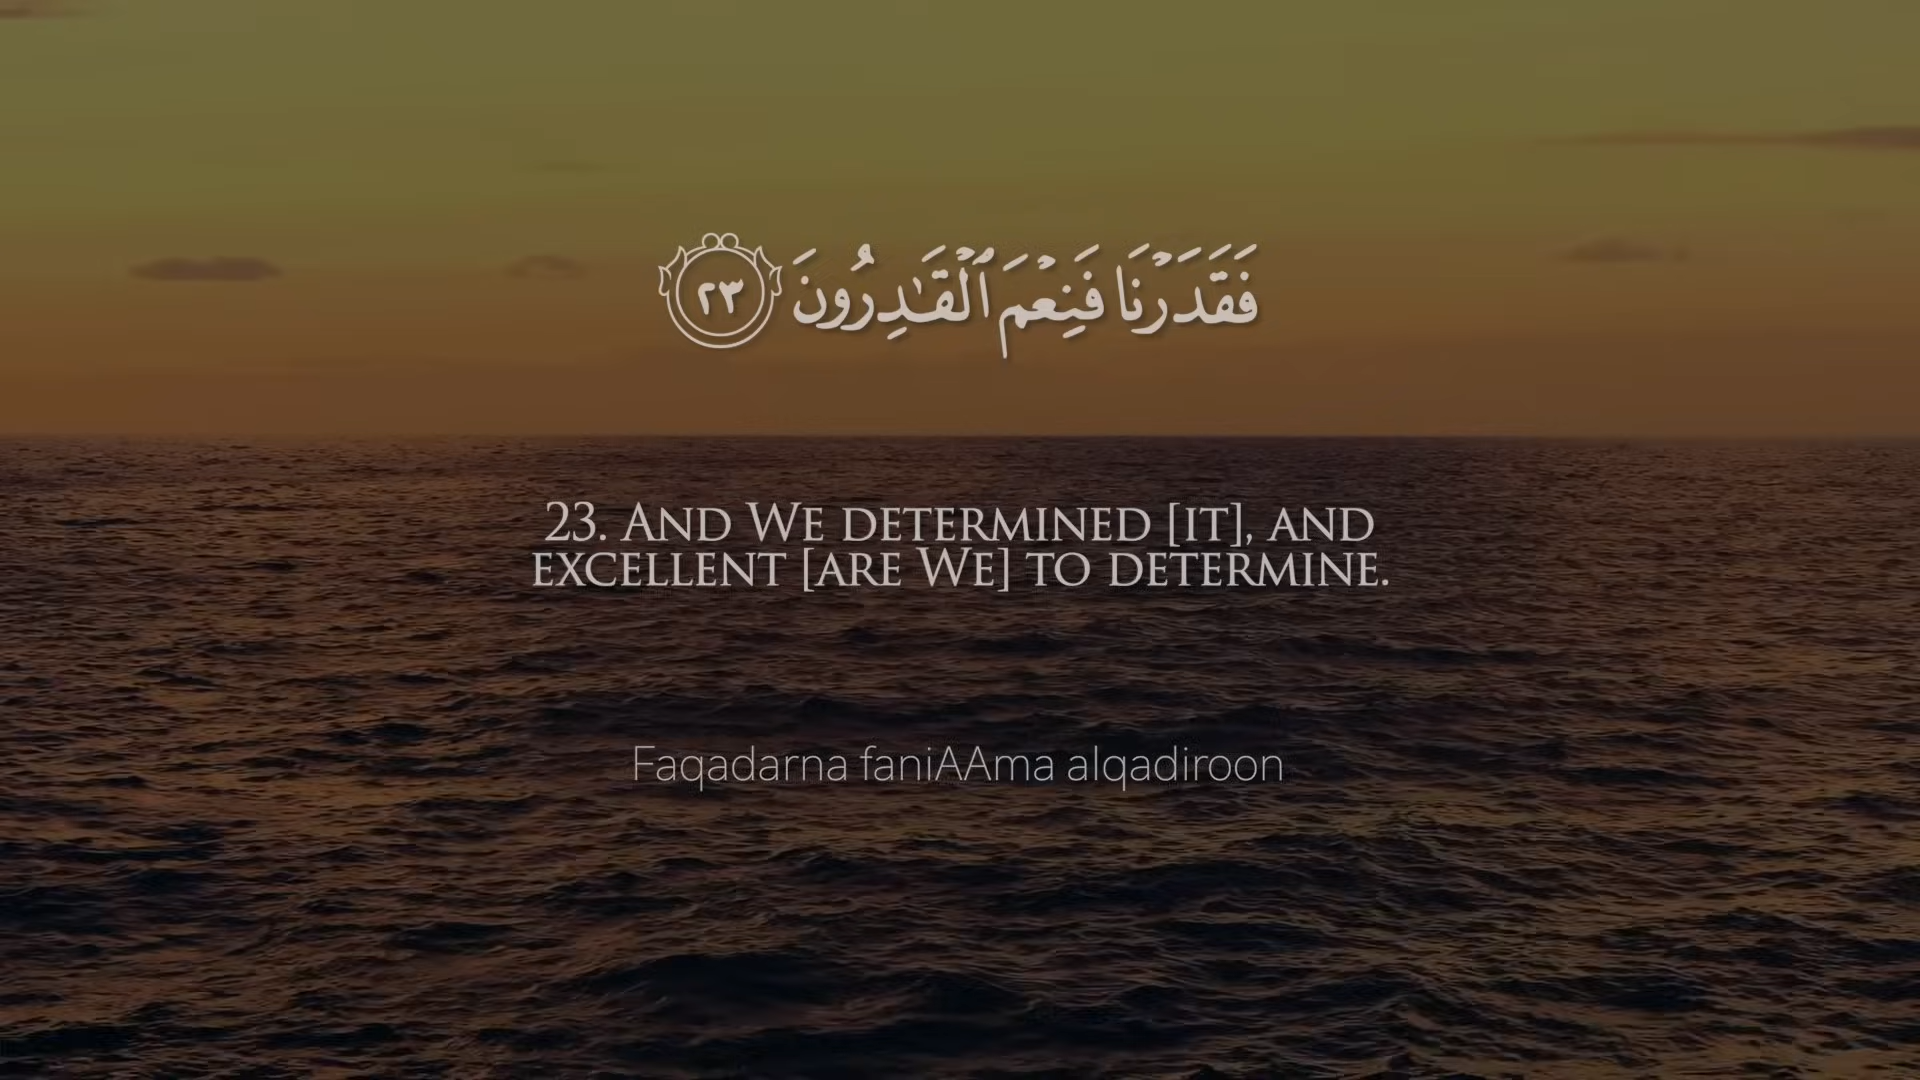 فَقَدَرۡنَا فَنِعۡمَ ٱلۡقَٰدِرُونَ ٢٣
23. And We determined [it], and
excellent [are We] to determine.
Faqadarna faniAAma alqadiroon